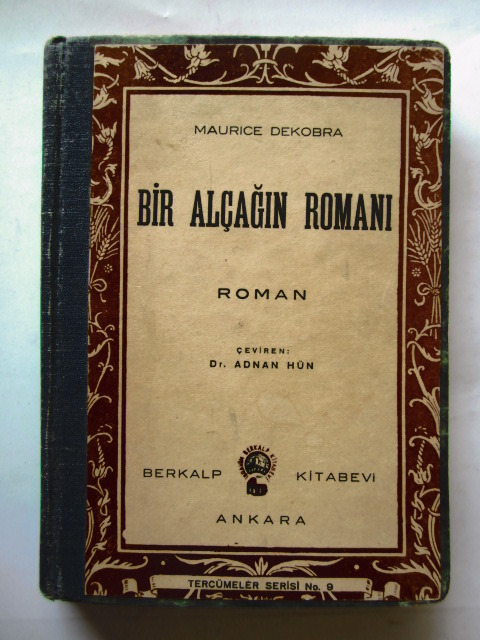 MAURICE DEKOBRA
BİR ALÇAĞIN ROMANI
ROMAN
ÇEVİREN:
Dr. ADNAN HÜN
BERKALP KİTABEVİ
ANKARA
TERCÜMELER SERİSİ No. 9